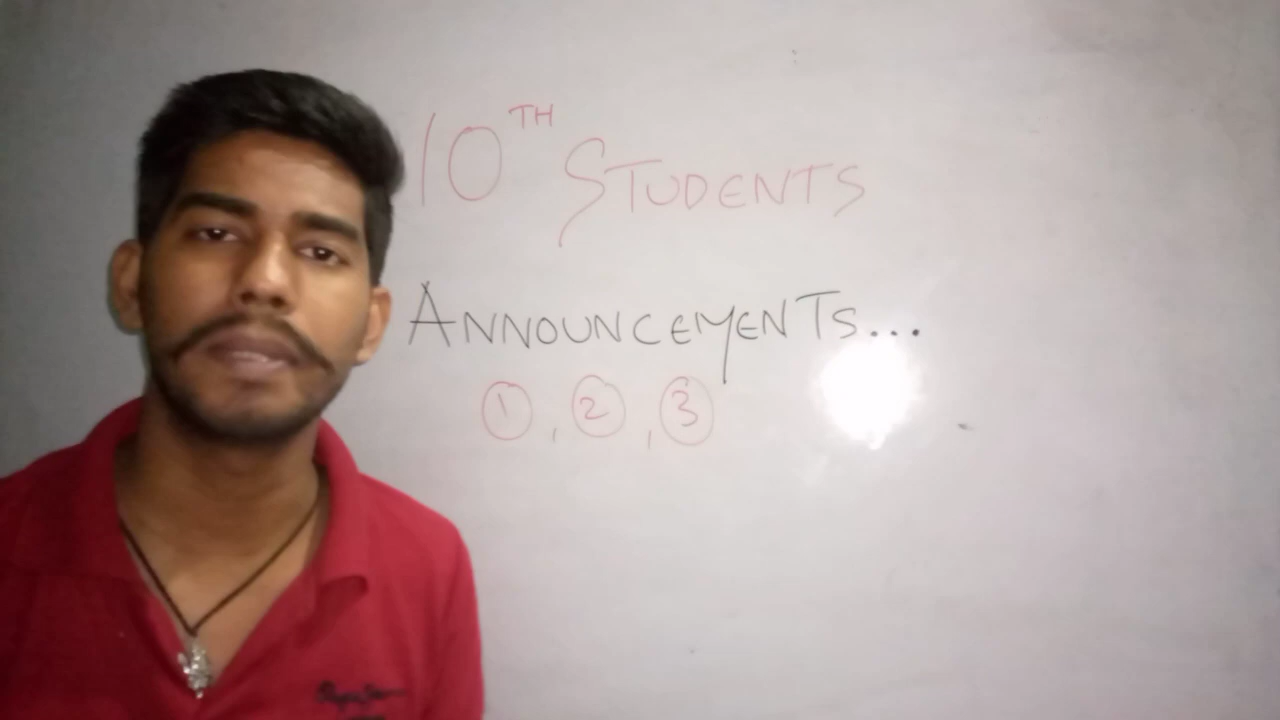 10TH STUDENTS
ANNOUNCEMENTS...
①, ②, ③